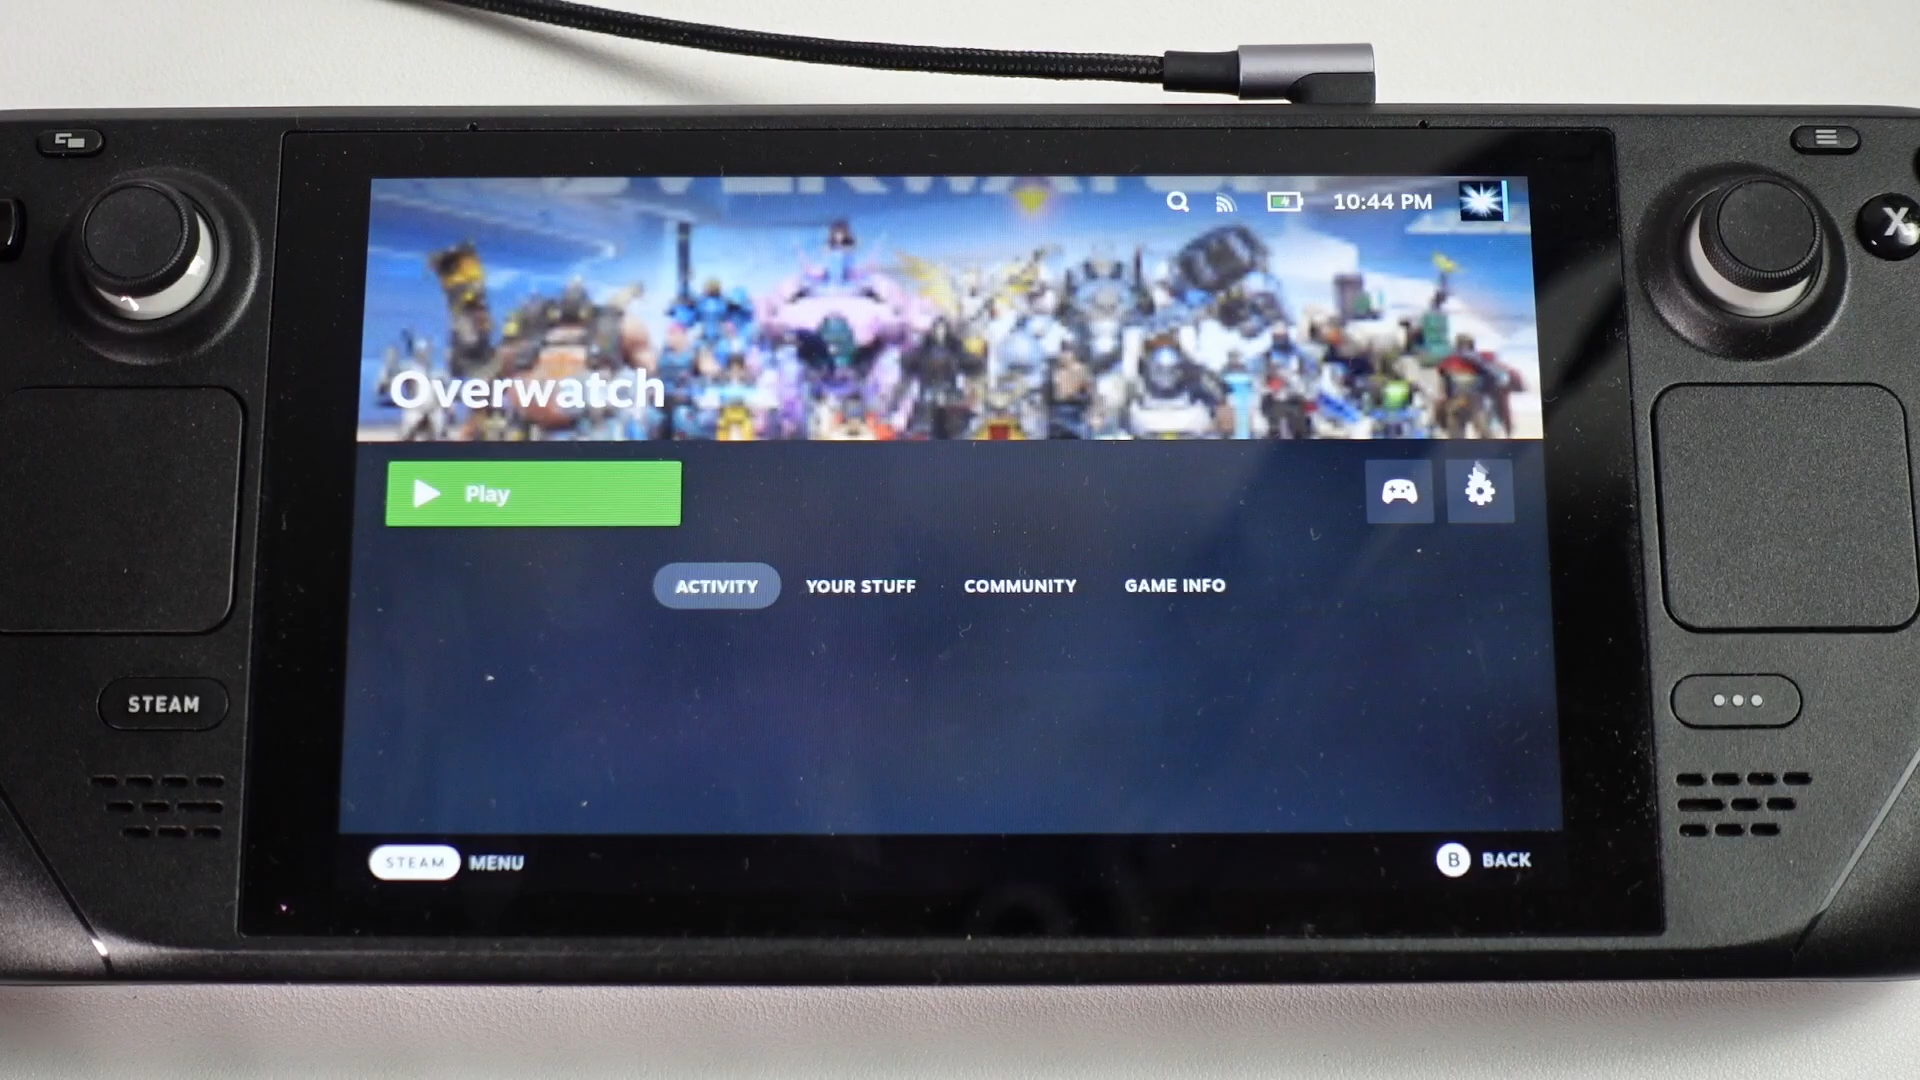 10:44 PM
X
Overwatch
Play
ACTIVITY YOUR STUFF COMMUNITY GAME INFO
STEAM
STEAM MENU
B BACK